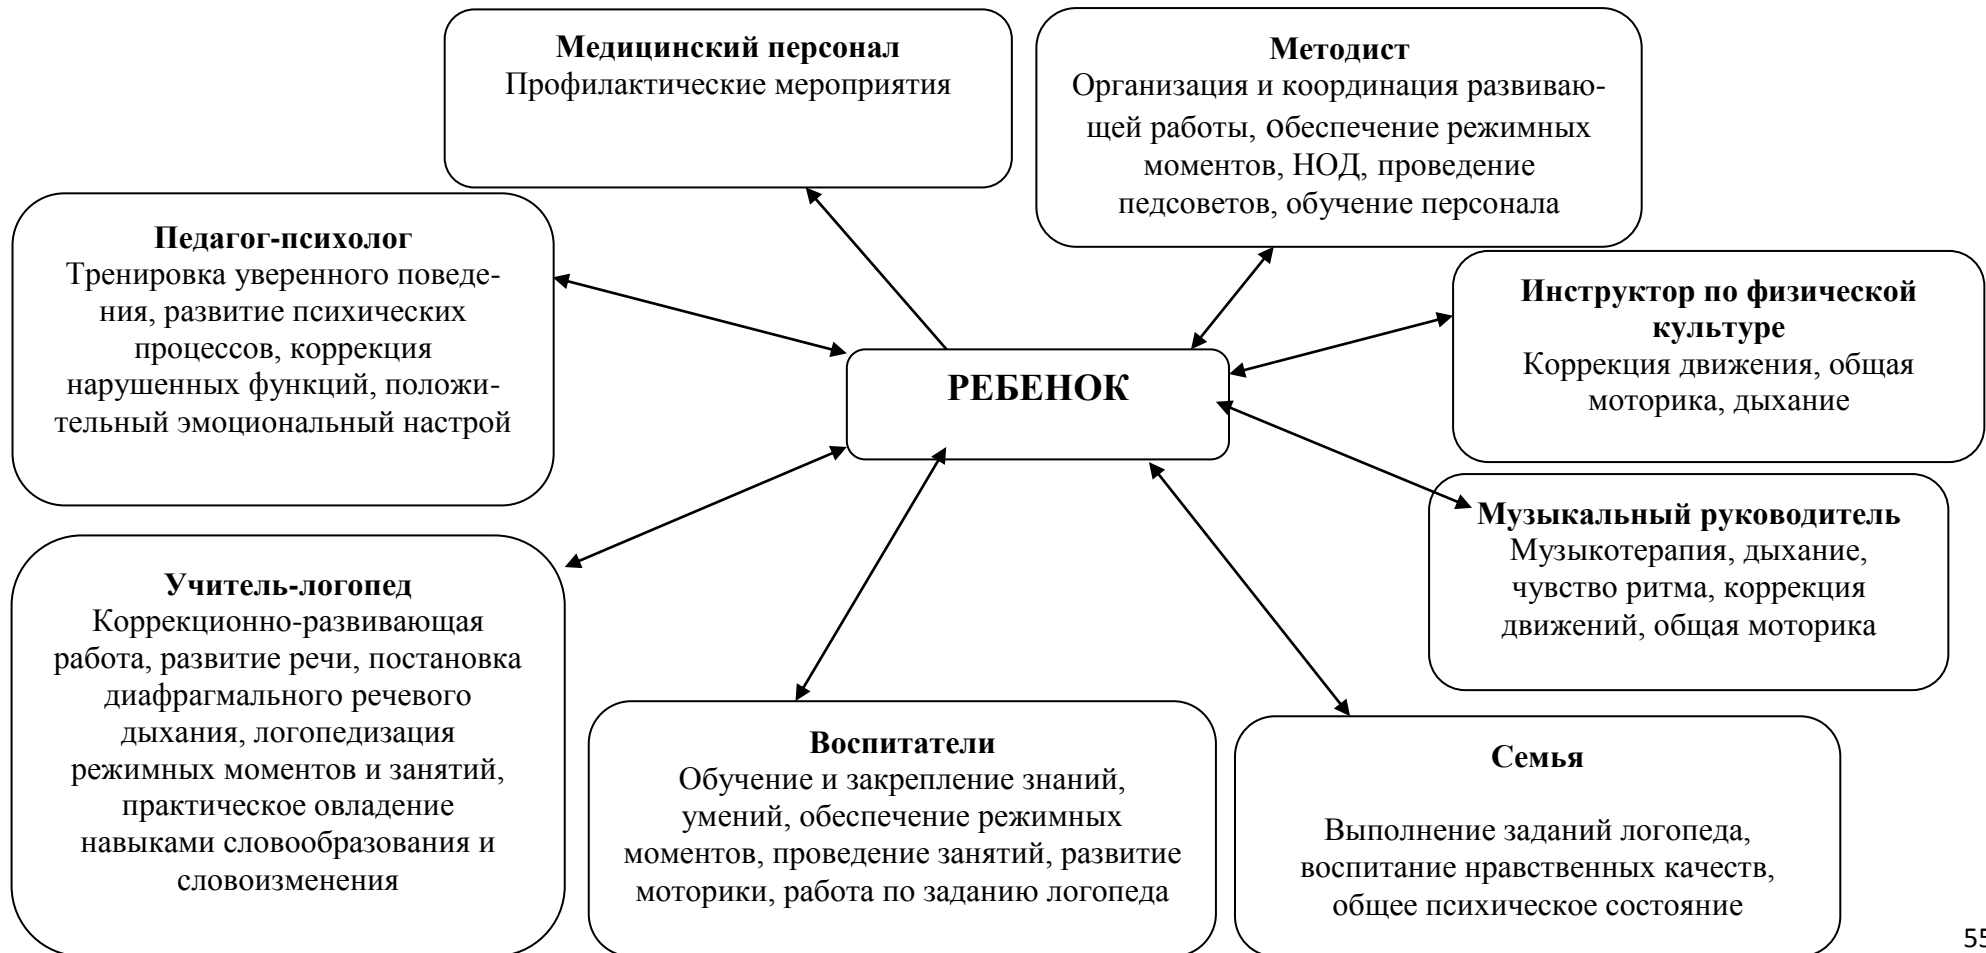 Медицинский персонал
Профилактические мероприятия
Методист
Организация и координация развиваю-
щей работы, Обеспечение режимных
моментов, НОД, проведение
педсоветов, обучение персонала
Педагог-психолог
Тренировка уверенного поведе-
ния, развитие психических
процессов, коррекция
нарушенных функций, положи-
тельный эмоциональный настрой
Инструктор по физической
культуре
Коррекция движения, общая
моторика, дыхание
РЕБЕНОК
Музыкальный руководитель
Музыкотерапия, дыхание,
чувство ритма, коррекция
движений, общая моторика
Учитель-логопед
Коррекционно-развивающая
работа, развитие речи, постановка
диафрагмального речевого
дыхания, логопедизация
режимных моментов и занятий,
практическое овладение
навыками словообразования и
словоизменения
Воспитатели
Обучение и закрепление знаний,
умений, обеспечение режимных
моментов, проведение занятий, развитие
моторики, работа по заданию логопеда
Семья
Выполнение заданий логопеда,
воспитание нравственных качеств,
общее психическое состояние
55